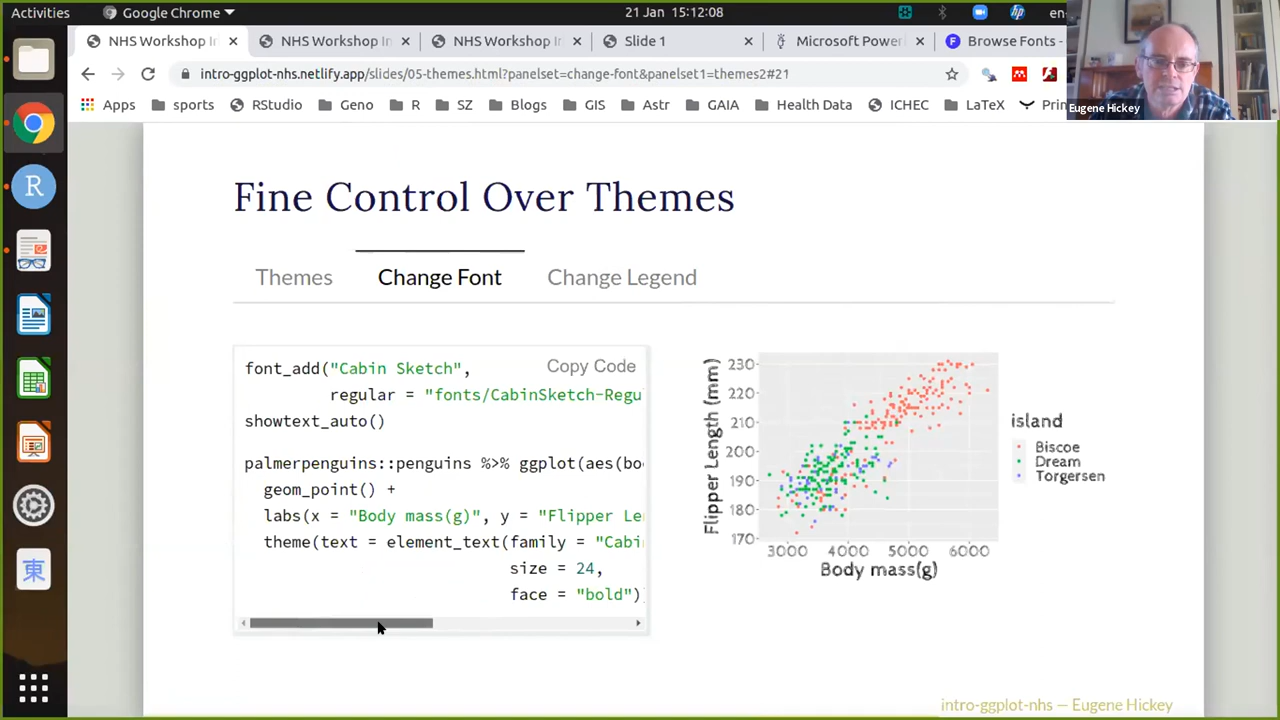 Activities
Google Chrome
21 Jan 15:12:08
hp
en
NHS Workshop In
NHS Workshop In
NHS Workshop In
Slide 1
Microsoft Power
Browse Fonts -
intro-ggplot-nhs.netlify.app/slides/05-themes.html?panelset=change-font&panelset1=themes2#21
Apps
sports
RStudio
Geno
R
SZ
Blogs
GIS
Astr
GAIA
Health Data
ICHEC
LaTeX
Prin
Eugene Hickey
Fine Control Over Themes
Themes
Change Font
Change Legend
Copy Code
font_add("Cabin Sketch",
regular = "fonts/CabinSketch-Regu
showtext_auto()
palmerpenguins::penguins %>% ggplot(aes(bo
geom_point() +
labs(x = "Body mass(g)", y = "Flipper Le
theme(text = element_text(family = "Cabi
size = 24,
face = "bold")
Flipper Length (mm)
230
220
210
200
190
180
170
3000 4000 5000 6000
Body mass(g)
island
Biscoe
Dream
Torgersen
R
東
intro-ggplot-nhs — Eugene Hickey